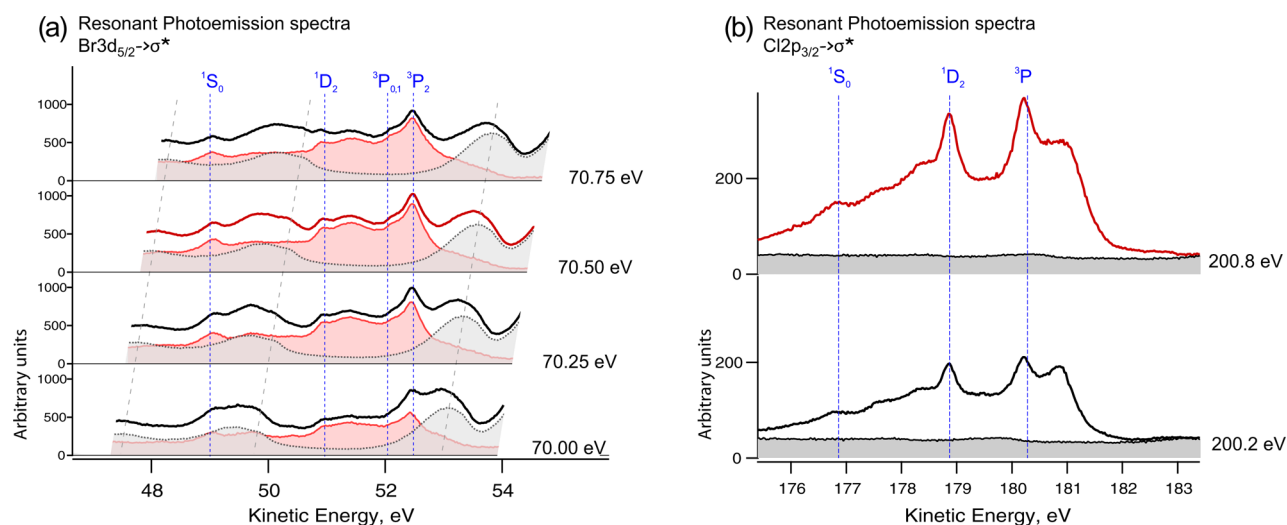 (a) Resonant Photoemission spectra
Br3d5/2->σ*
1S0 1D2 3P0,1 3P2
1000
500
0
70.75 eV
1000
500
0
70.50 eV
1000
500
0
70.25 eV
1000
500
0
70.00 eV
Arbitrary units
48 50 52 54
Kinetic Energy, eV
(b) Resonant Photoemission spectra
Cl2p3/2->σ*
1S0 1D2 3P
200
0
200.8 eV
200
0
200.2 eV
Arbitrary units
176 177 178 179 180 181 182 183
Kinetic Energy, eV